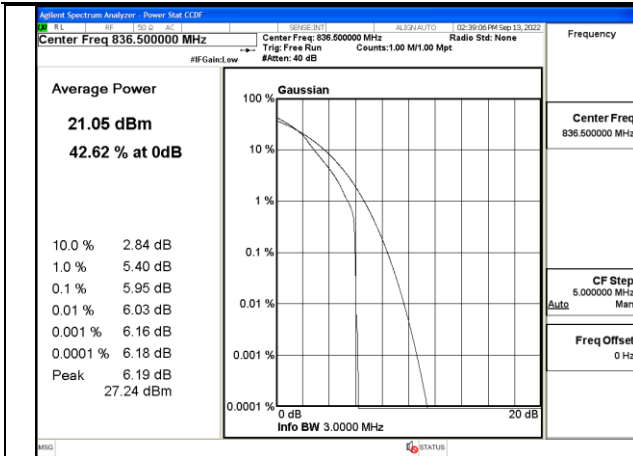 Agilent Spectrum Analyzer - Power Stat CCDF
RL RF 50 Ω AC SENSE:INT ALIGN AUTO 02:39:06 PM Sep 13, 2022
Center Freq 836.500000 MHz
Center Freq: 836.500000 MHz Radio Std: None
Trig: Free Run Counts:1.00 M/1.00 Mpt
#IFGain:Low #Atten: 40 dB
Frequency
Average Power
21.05 dBm
42.62 % at 0dB
10.0 % 2.84 dB
1.0 % 5.40 dB
0.1 % 5.95 dB
0.01 % 6.03 dB
0.001 % 6.16 dB
0.0001 % 6.18 dB
Peak 6.19 dB
27.24 dBm
Gaussian
100 %
10 %
1 %
0.1 %
0.01 %
0.001 %
0.0001 %
0 dB 20 dB
Info BW 3.0000 MHz
Center Freq
836.500000 MHz
CF Step
5.000000 MHz
Auto Man
Freq Offset
0 Hz
MSG STATUS